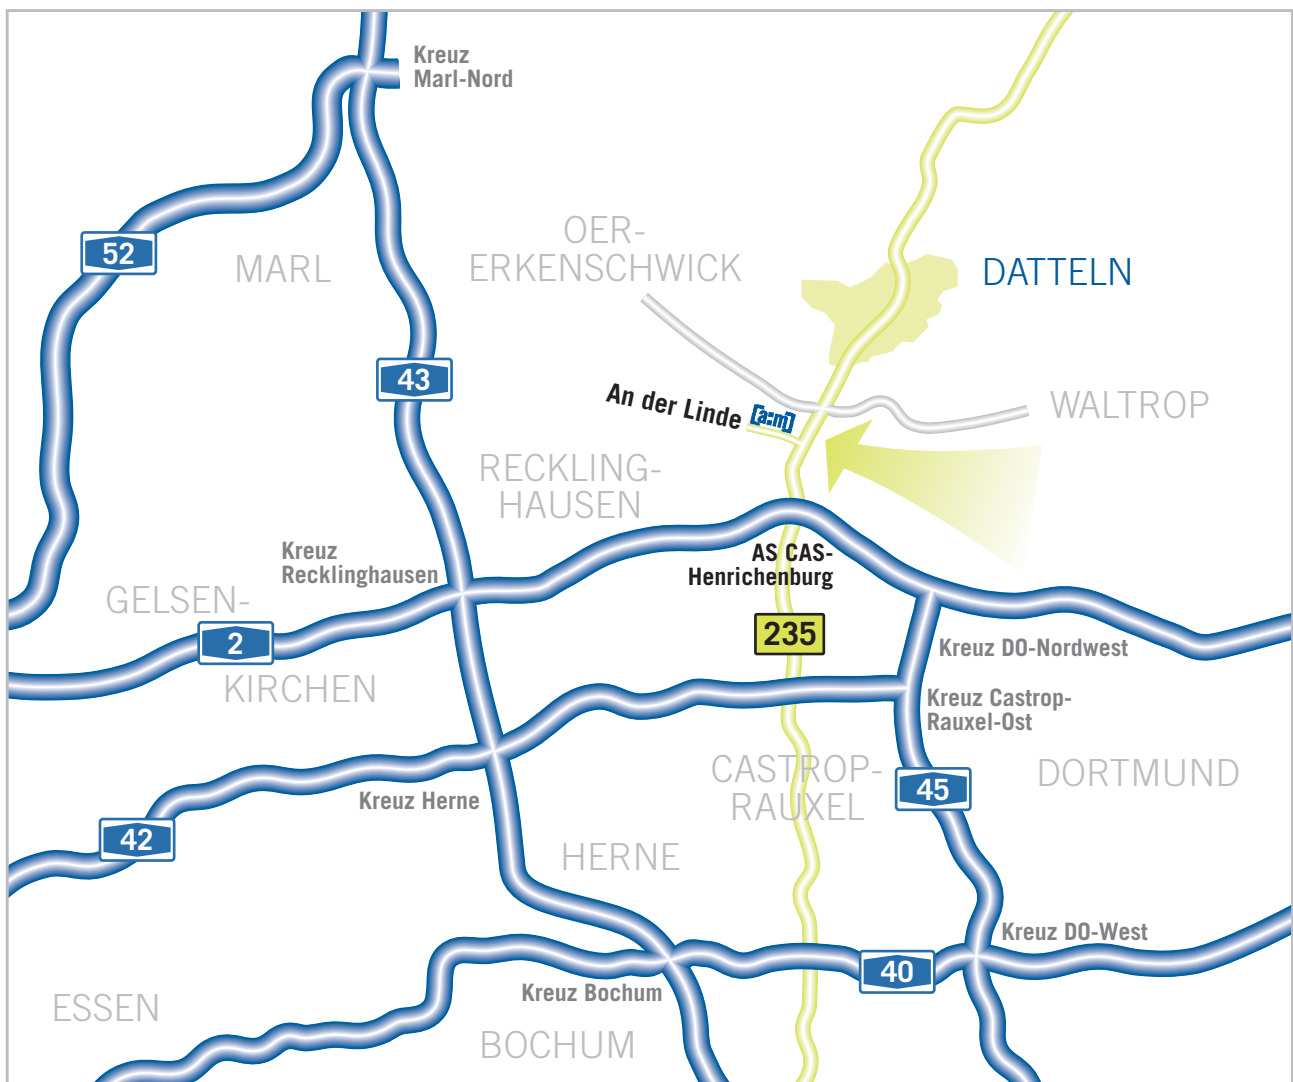 Kreuz
Marl-Nord
52
MARL
OER-
ERKENSCHWICK
DATTELN
43
An der Linde
[a:m]
WALTROP
RECKLING-
HAUSEN
Kreuz
Recklinghausen
AS CAS-
Henrichenburg
GELSEN-
2
KIRCHEN
235
Kreuz DO-Nordwest
Kreuz Castrop-
Rauxel-Ost
CASTROP-
RAUXEL
45
DORTMUND
Kreuz Herne
42
HERNE
Kreuz DO-West
40
Kreuz Bochum
ESSEN
BOCHUM